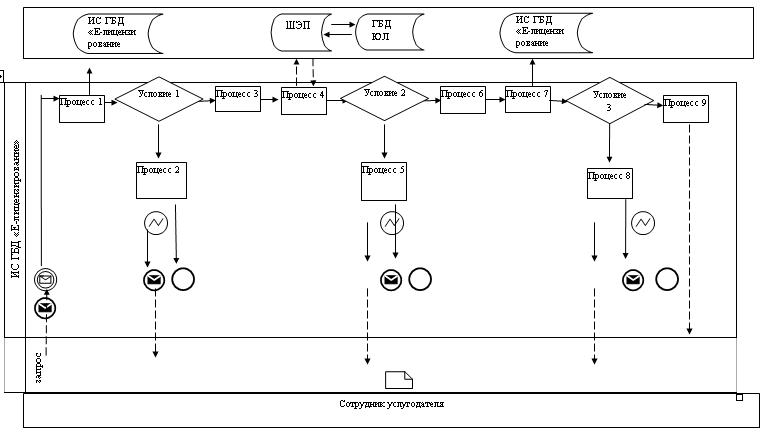 ИС ГБД
«Е-лицензи
рование
ШЭП
ГБД
ЮЛ
ИС ГБД
«Е-лицензи
рование
Процесс 1
Условие 1
Процесс 3
Процесс 4
Условие 2
Процесс 6
Процесс 7
Условие
3
Процесс 9
Процесс 2
Процесс 5
Процесс 8
ИС ГБД «Е-лицензирование»
запрос
Сотрудник услугодателя